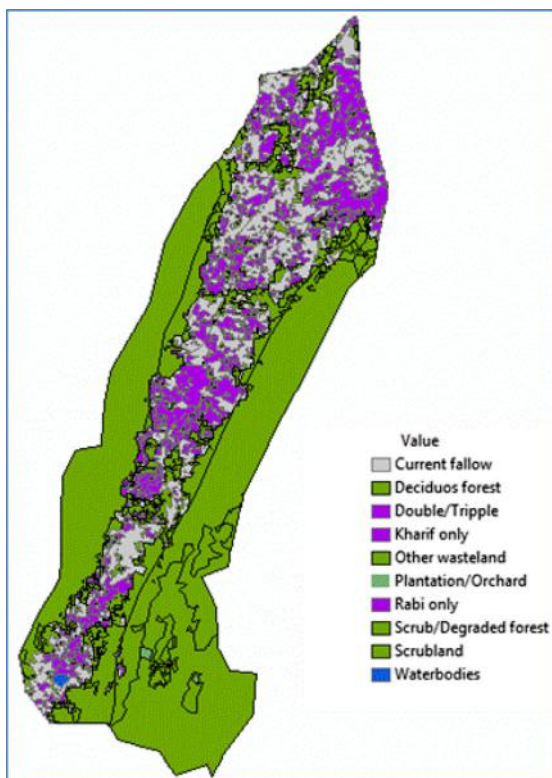 Value
Current fallow
Deciduos forest
Double/Tripple
Kharif only
Other wasteland
Plantation/Orchard
Rabi only
Scrub/Degraded forest
Scrubland
Waterbodies